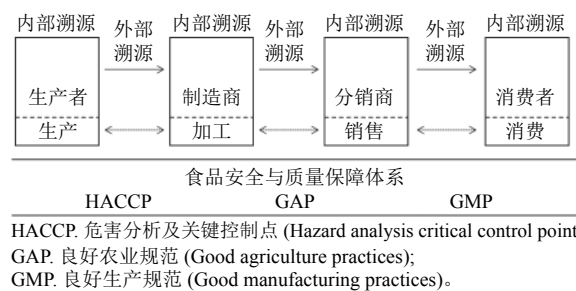 内部溯源 外部溯源 内部溯源 外部溯源 内部溯源 外部溯源 内部溯源
生产者 制造商 分销商 消费者
生产 加工 销售 消费
食品安全与质量保障体系
HACCP GAP GMP
HACCP. 危害分析及关键控制点 (Hazard analysis critical control point
GAP. 良好农业规范 (Good agriculture practices);
GMP. 良好生产规范 (Good manufacturing practices)。